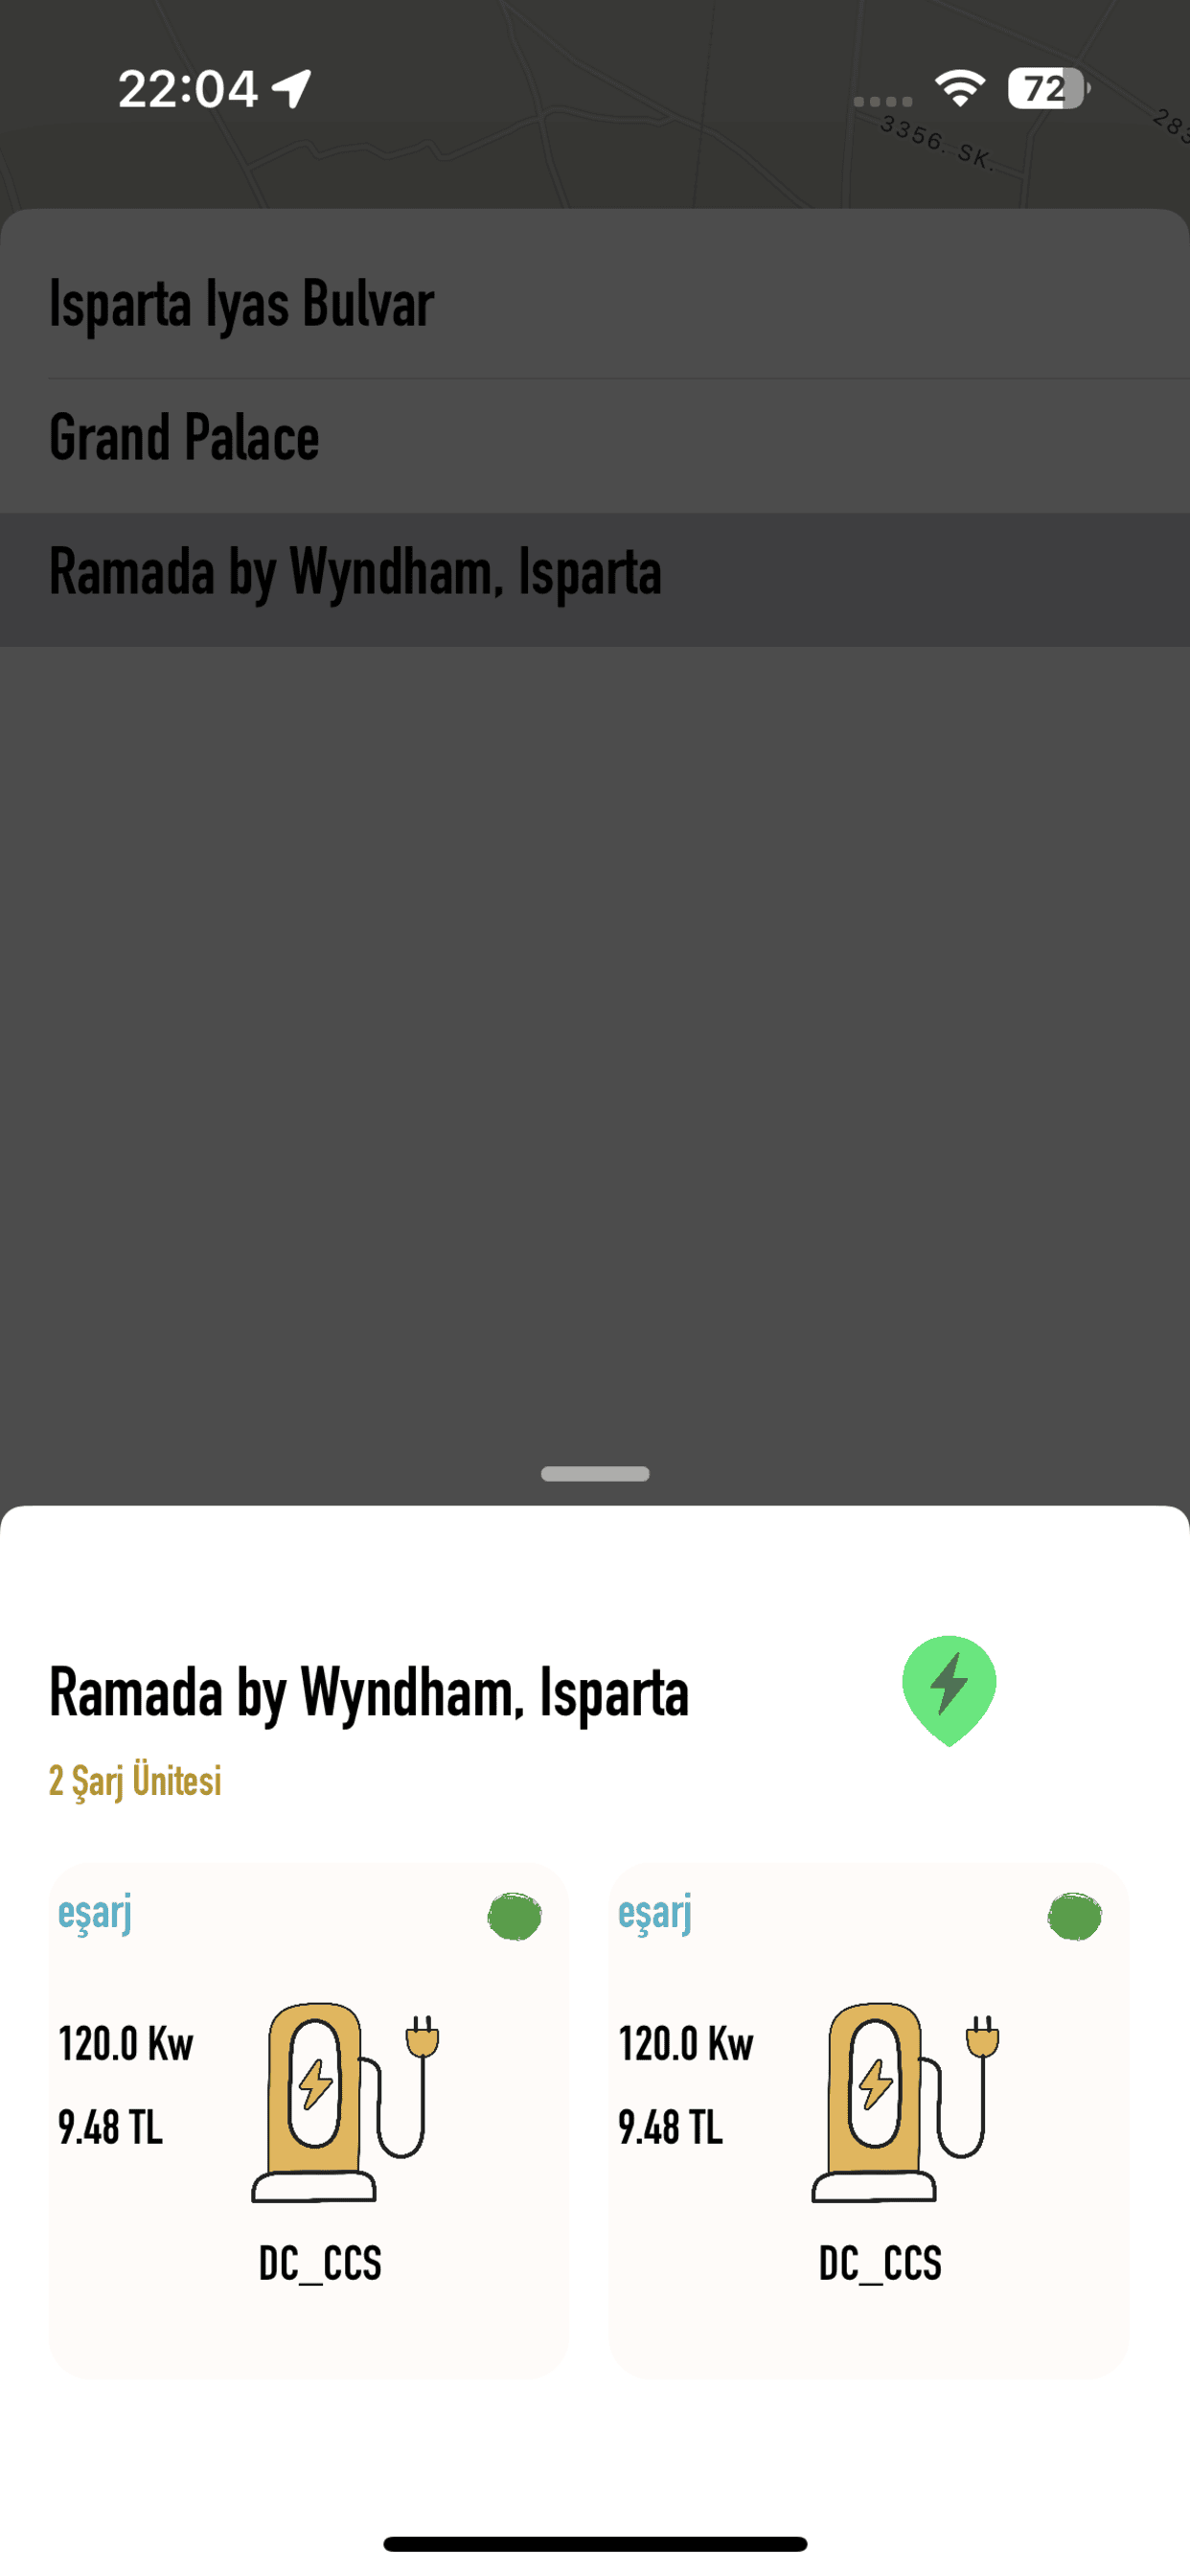 22:04
72
3356. SK.
283
Isparta Iyas Bulvar
Grand Palace
Ramada by Wyndham, Isparta
Ramada by Wyndham, Isparta
2 Şarj Ünitesi
eşarj
120.0 Kw
9.48 TL
DC_CCS
eşarj
120.0 Kw
9.48 TL
DC_CCS